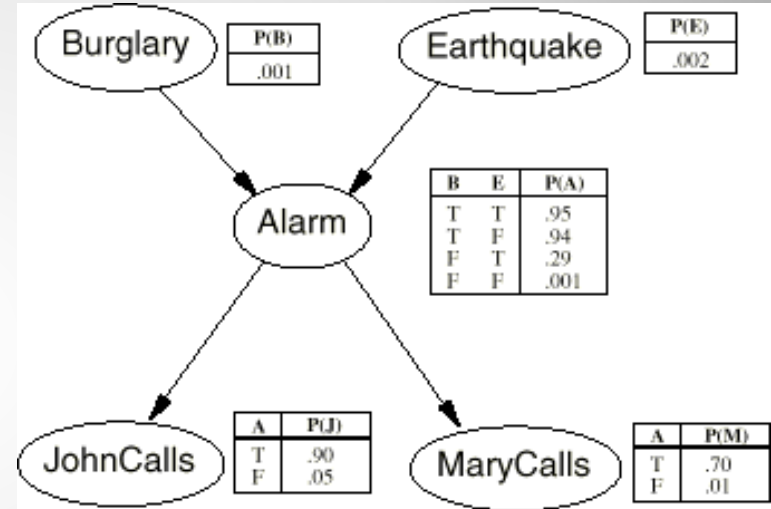 Burglary
P(B)
.001
Earthquake
P(E)
.002
Alarm
B E P(A)
T T .95
T F .94
F T .29
F F .001
JohnCalls
A P(J)
T .90
F .05
MaryCalls
A P(M)
T .70
F .01